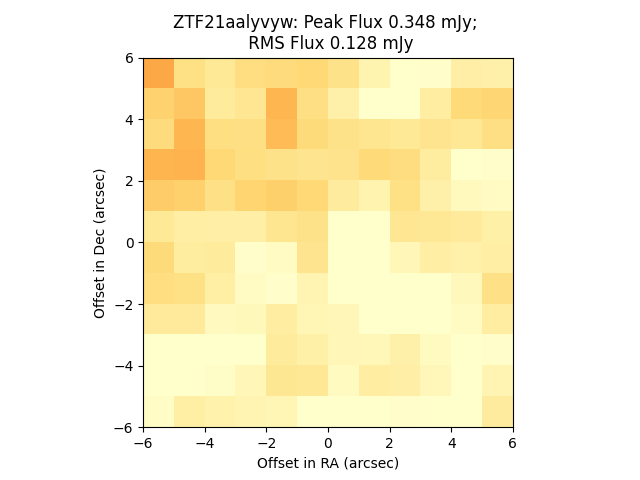 ZTF21aalyvyw: Peak Flux 0.348 mJy;
RMS Flux 0.128 mJy
6
4
2
0
−2
−4
−6
Offset in Dec (arcsec)
−6 −4 −2 0 2 4 6
Offset in RA (arcsec)